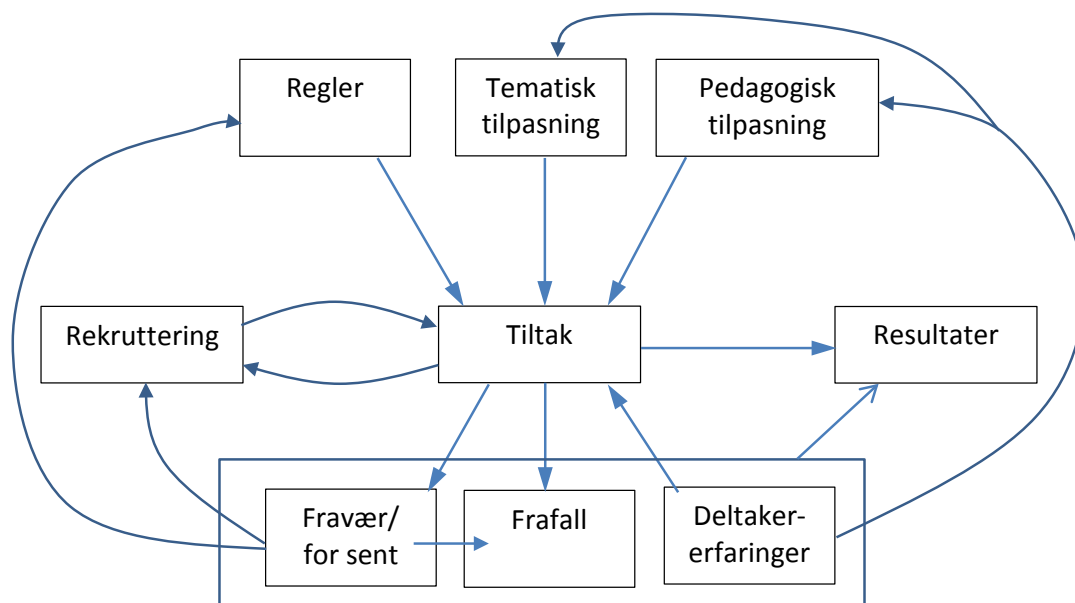 Regler
Tematisk
tilpasning
Pedagogisk
tilpasning
Rekruttering
Tiltak
Resultater
Fravær/
for sent
Frafall
Deltaker-
erfaringer